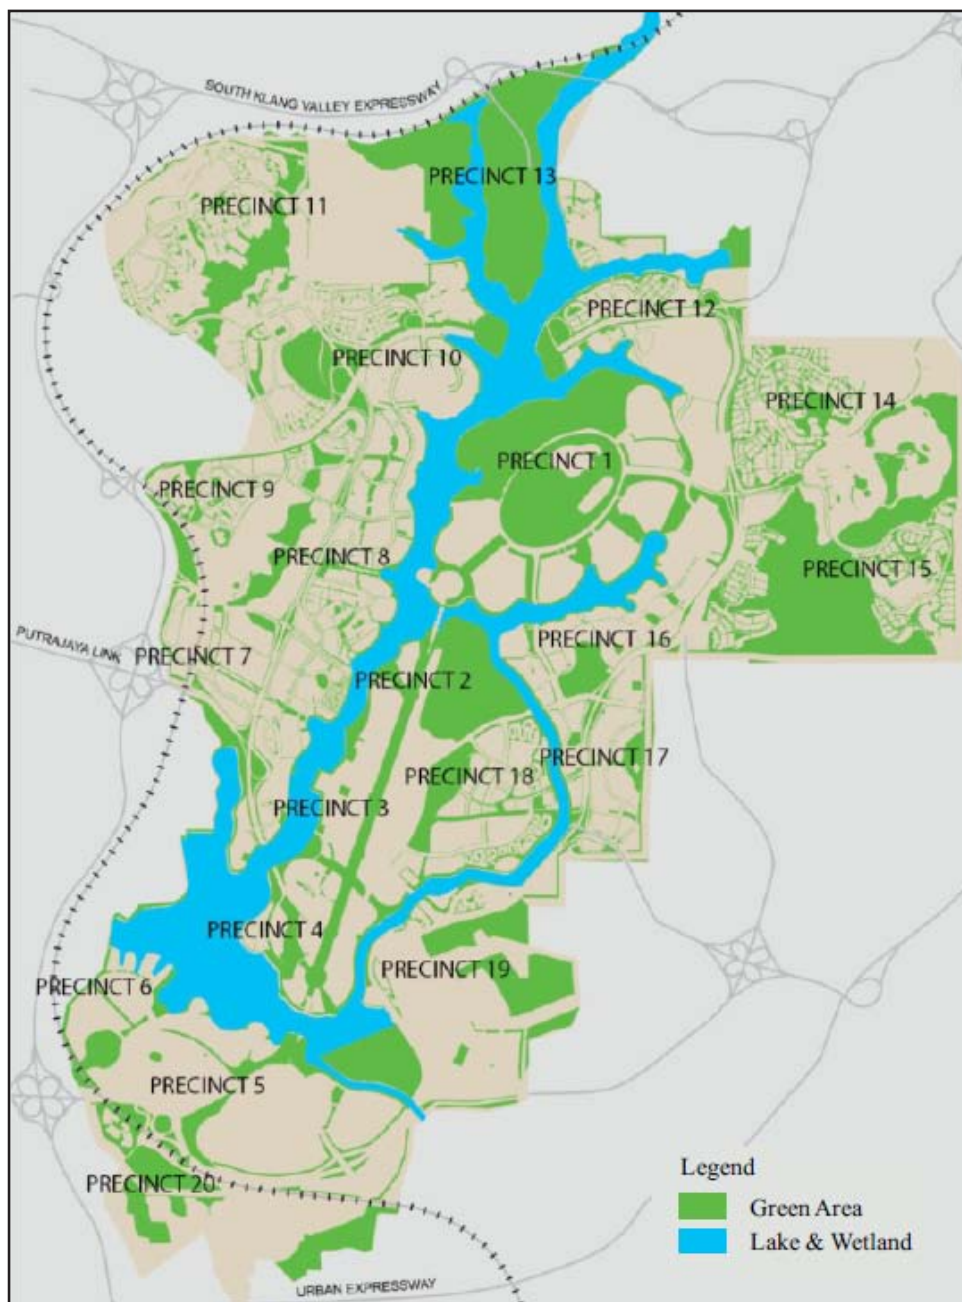 SOUTH KLANG VALLEY EXPRESSWAY
PRECINCT 13
PRECINCT 11
PRECINCT 12
PRECINCT 10
PRECINCT 14
PRECINCT 1
PRECINCT 9
PRECINCT 8
PRECINCT 15
PRECINCT 16
PUTRAJAYA LINK
PRECINCT 7
PRECINCT 2
PRECINCT 17
PRECINCT 18
PRECINCT 3
PRECINCT 4
PRECINCT 19
PRECINCT 6
PRECINCT 5
PRECINCT 20
Legend
Green Area
Lake & Wetland
URBAN EXPRESSWAY